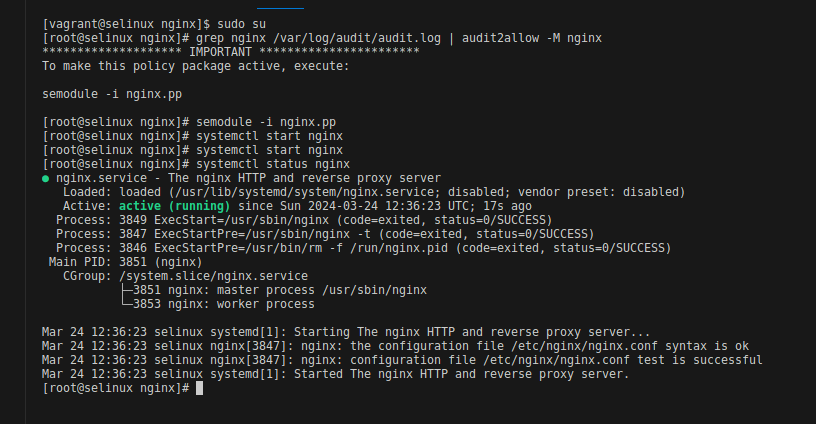 [vagrant@selinux nginx]$ sudo su
[root@selinux nginx]# grep nginx /var/log/audit/audit.log | audit2allow -M nginx
******************** IMPORTANT ***********************
To make this policy package active, execute:
semodule -i nginx.pp
[root@selinux nginx]# semodule -i nginx.pp
[root@selinux nginx]# systemctl start nginx
[root@selinux nginx]# systemctl start nginx
[root@selinux nginx]# systemctl status nginx
● nginx.service - The nginx HTTP and reverse proxy server
   Loaded: loaded (/usr/lib/systemd/system/nginx.service; disabled; vendor preset: disabled)
   Active: active (running) since Sun 2024-03-24 12:36:23 UTC; 17s ago
  Process: 3849 ExecStart=/usr/sbin/nginx (code=exited, status=0/SUCCESS)
  Process: 3847 ExecStartPre=/usr/sbin/nginx -t (code=exited, status=0/SUCCESS)
  Process: 3846 ExecStartPre=/usr/bin/rm -f /run/nginx.pid (code=exited, status=0/SUCCESS)
 Main PID: 3851 (nginx)
   CGroup: /system.slice/nginx.service
           ├─3851 nginx: master process /usr/sbin/nginx
           └─3853 nginx: worker process
Mar 24 12:36:23 selinux systemd[1]: Starting The nginx HTTP and reverse proxy server...
Mar 24 12:36:23 selinux nginx[3847]: nginx: the configuration file /etc/nginx/nginx.conf syntax is ok
Mar 24 12:36:23 selinux nginx[3847]: nginx: configuration file /etc/nginx/nginx.conf test is successful
Mar 24 12:36:23 selinux systemd[1]: Started The nginx HTTP and reverse proxy server.
[root@selinux nginx]#